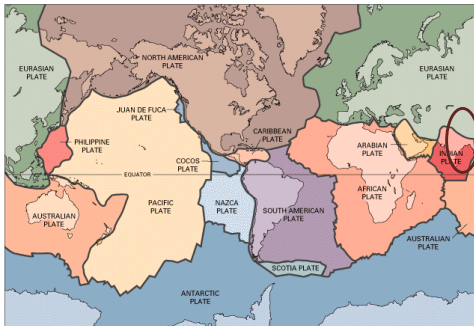 NORTH AMERICAN
PLATE
EURASIAN
PLATE
EURASIAN
PLATE
JUAN DE FUCA
PLATE
CARIBBEAN
PLATE
PHILIPPINE
PLATE
ARABIAN
PLATE
INDIAN
PLATE
COCOS
PLATE
EQUATOR
AUSTRALIAN
PLATE
PACIFIC
PLATE
NAZCA
PLATE
SOUTH AMERICAN
PLATE
AFRICAN
PLATE
AUSTRALIAN
PLATE
SCOTIA PLATE
ANTARCTIC
PLATE